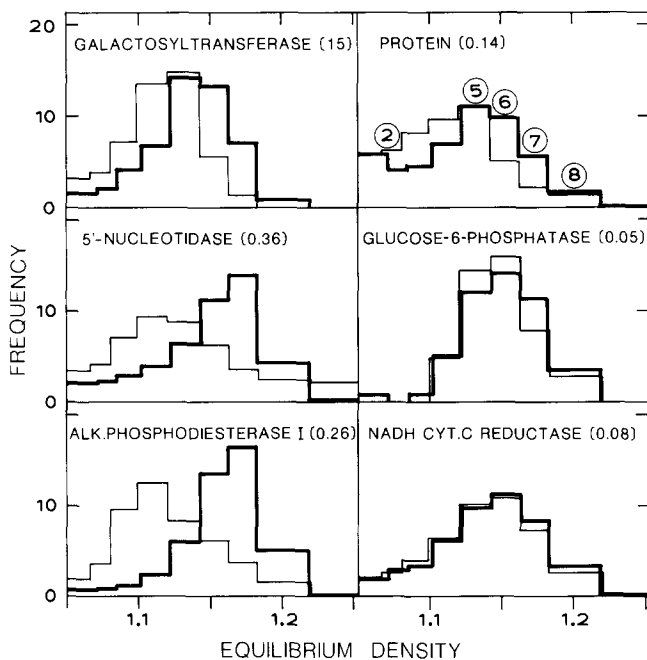 20
GALACTOSYLTRANSFERASE (15)
PROTEIN (0.14)
10
2
5
6
7
8
0
5'-NUCLEOTIDASE (0.36)
GLUCOSE-6-PHOSPHATASE (0.05)
10
0
FREQUENCY
ALK.PHOSPHODIESTERASE I (0.26)
NADH CYT.C REDUCTASE (0.08)
10
0
1.1
1.2
1.1
1.2
EQUILIBRIUM DENSITY